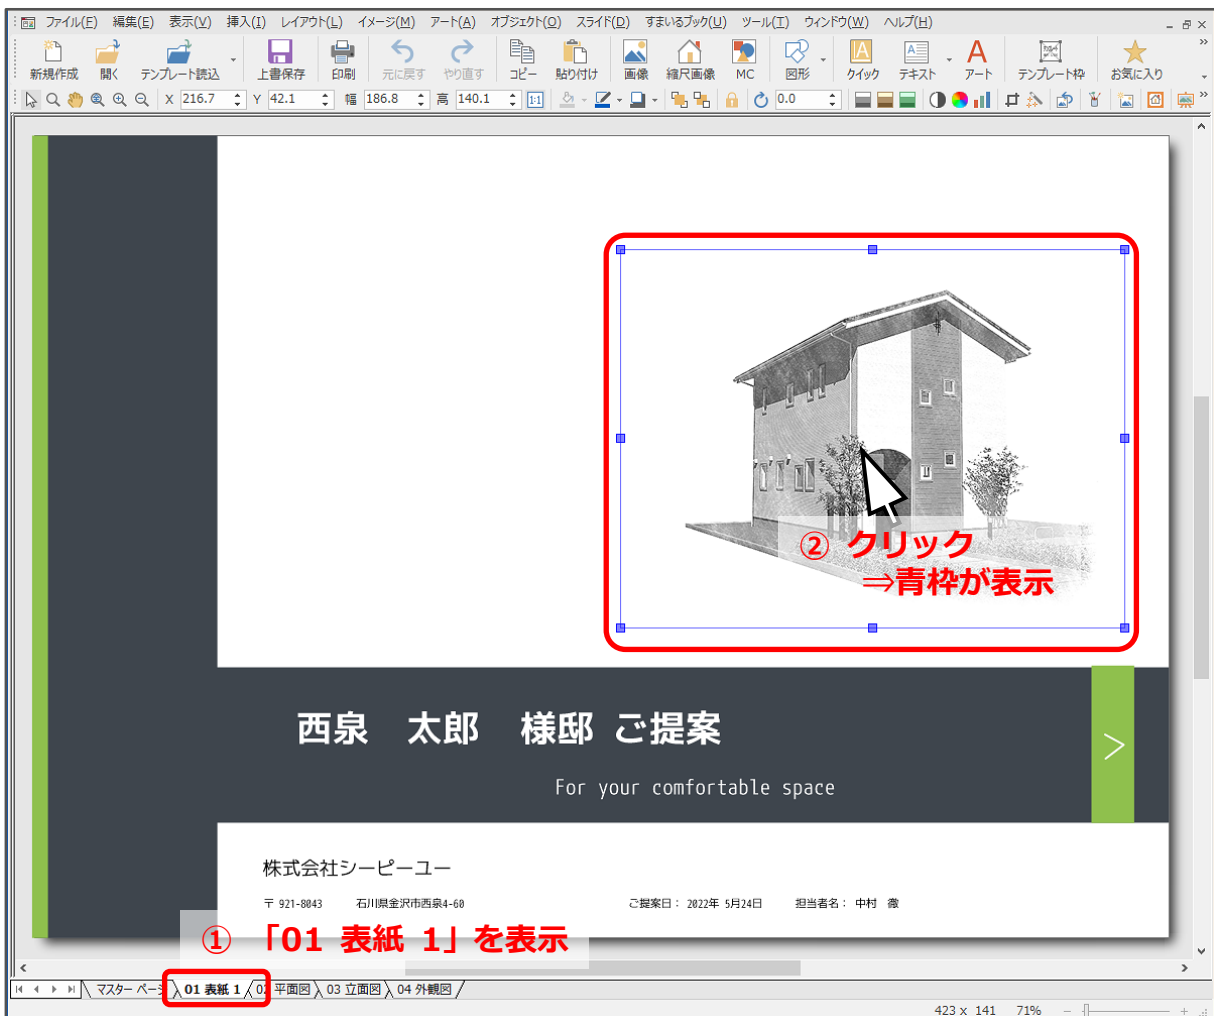 ファイル(F) 編集(E) 表示(V) 挿入(I) レイアウト(L) イメージ(M) アート(A) オブジェクト(O) スライド(D) すまいるブック(U) ツール(T) ウィンドウ(W) ヘルプ(H)
新規作成 開く テンプレート読込 上書保存 印刷 元に戻す やり直す コピー 貼り付け 画像 縮尺画像 MC 図形 クイック テキスト アート テンプレート枠 お気に入り
X 216.7 Y 42.1 幅 186.8 高 140.1 1:1 0.0
② クリック
⇒青枠が表示
西泉 太郎 様邸 ご提案
For your comfortable space
>
株式会社シーピーユー
〒 921-8043 石川県金沢市西泉4-60 ご提案日： 2022年 5月24日 担当者名： 中村 徹
① 「01 表紙 1」を表示
マスター ページ 01 表紙 1 02 平面図 03 立面図 04 外観図
423 x 141 71%